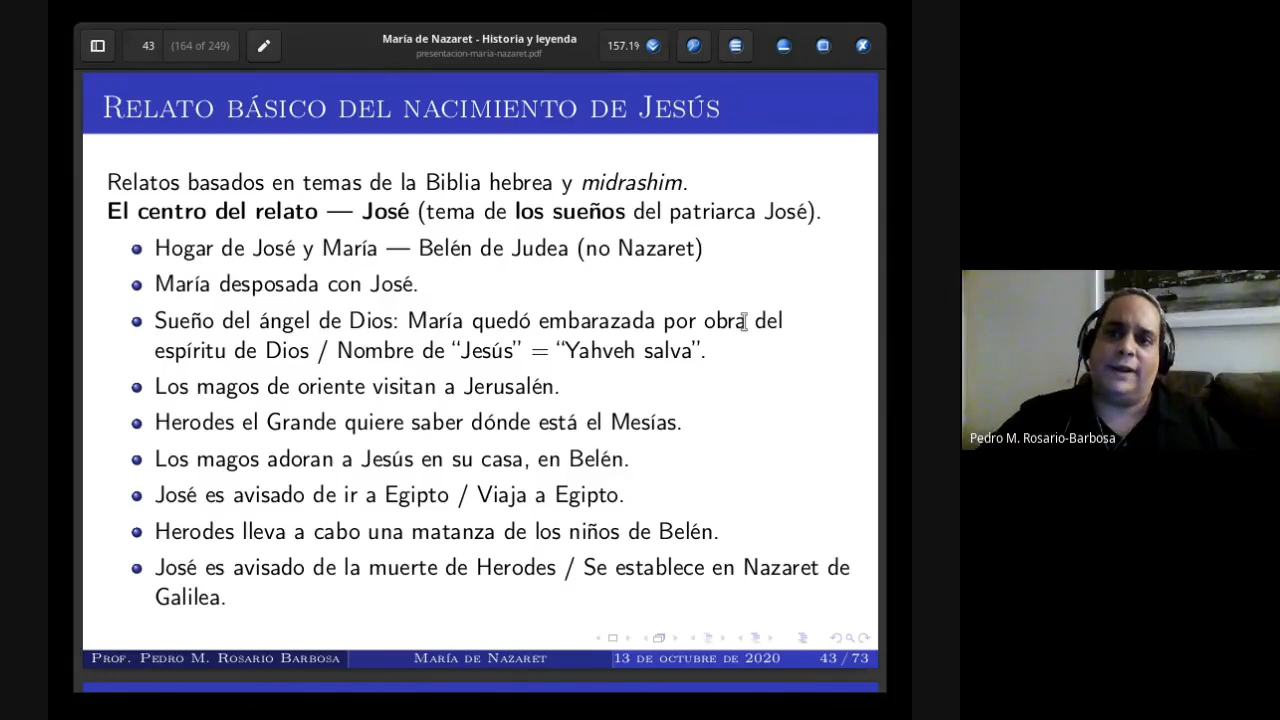 43 (164 of 249)
María de Nazaret - Historia y leyenda
presentacion-maria-nazaret.pdf
157.19
Relato básico del nacimiento de Jesús
Relatos basados en temas de la Biblia hebrea y midrashim.
El centro del relato — José (tema de los sueños del patriarca José).
Hogar de José y María — Belén de Judea (no Nazaret)
María desposada con José.
Sueño del ángel de Dios: María quedó embarazada por obra del
espíritu de Dios / Nombre de “Jesús” = “Yahveh salva”.
Los magos de oriente visitan a Jerusalén.
Herodes el Grande quiere saber dónde está el Mesías.
Los magos adoran a Jesús en su casa, en Belén.
José es avisado de ir a Egipto / Viaja a Egipto.
Herodes lleva a cabo una matanza de los niños de Belén.
José es avisado de la muerte de Herodes / Se establece en Nazaret de
Galilea.
Prof. Pedro M. Rosario Barbosa María de Nazaret 13 de octubre de 2020 43 / 73
Pedro M. Rosario-Barbosa